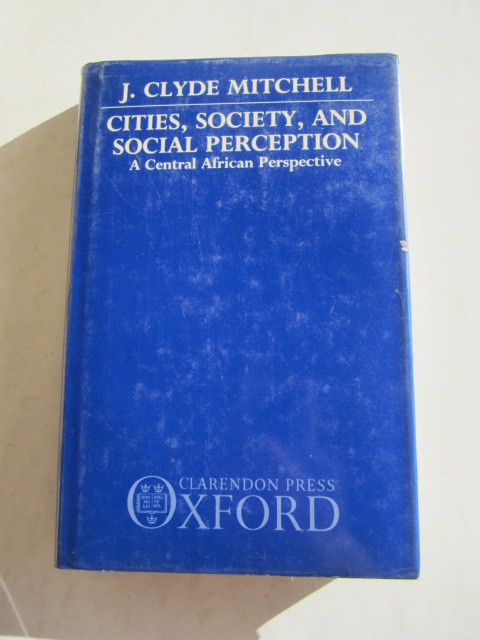 J. CLYDE MITCHELL
CITIES, SOCIETY, AND
SOCIAL PERCEPTION
A Central African Perspective
CLARENDON PRESS
OXFORD